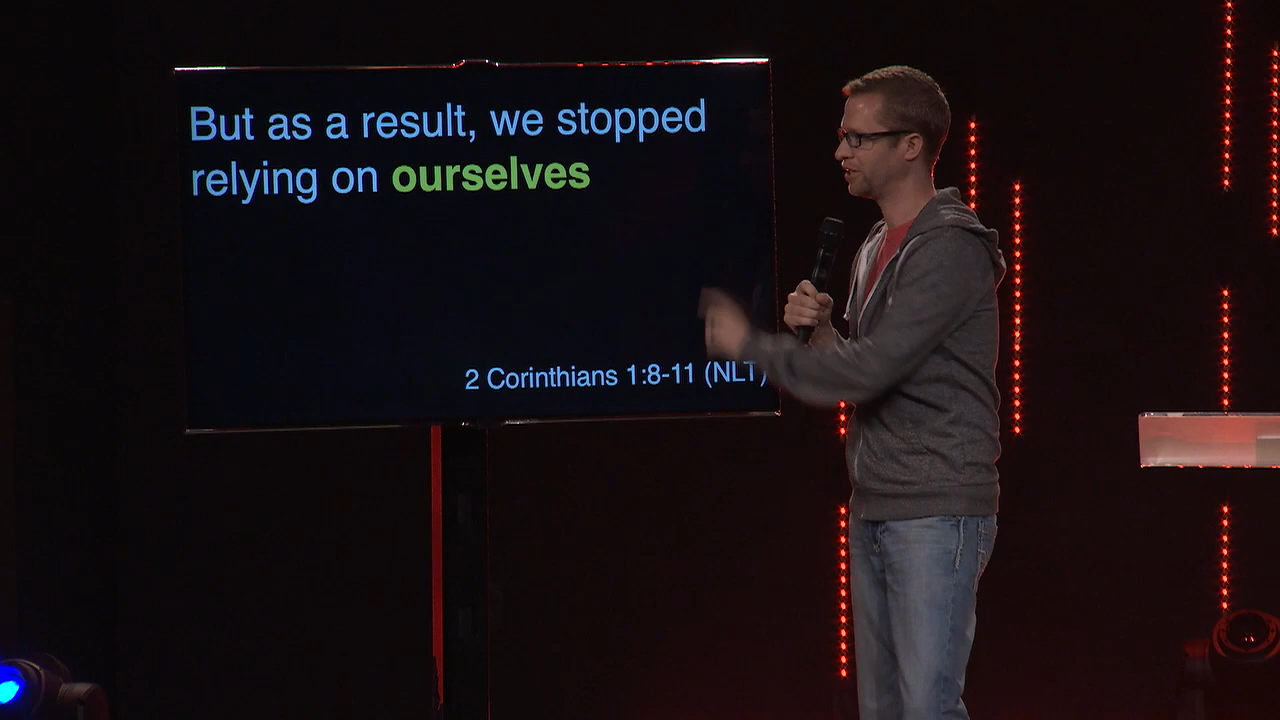 But as a result, we stopped
relying on ourselves
2 Corinthians 1:8-11 (NLT)